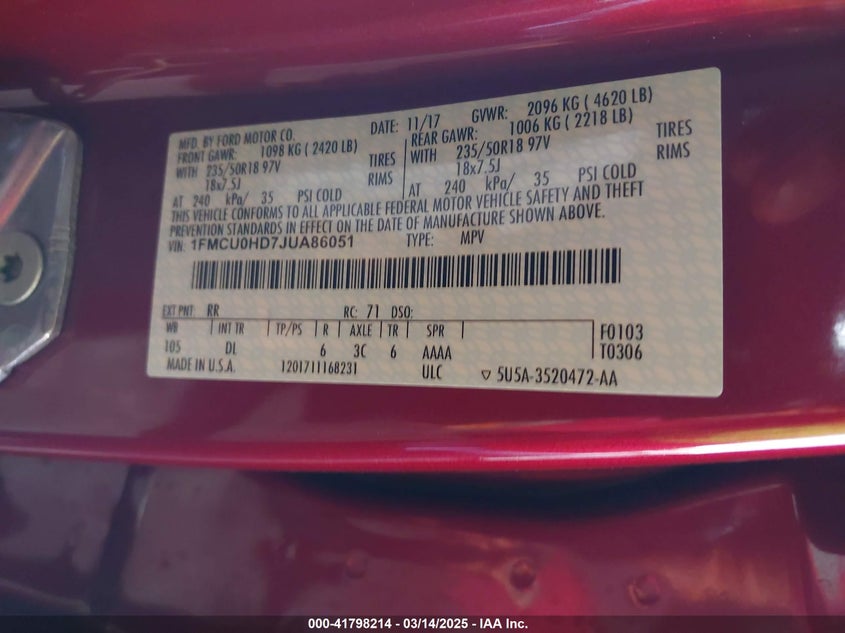 MFD. BY FORD MOTOR CO.
DATE: 11/17 GVWR: 2096 KG ( 4620 LB)
FRONT GAWR: 1098 KG ( 2420 LB)
WITH 235/50R18 97V TIRES
18x7.5J RIMS
AT 240 kPa/ 35 PSI COLD
REAR GAWR: 1006 KG ( 2218 LB)
WITH 235/50R18 97V TIRES
18x7.5J RIMS
AT 240 kPa/ 35 PSI COLD
THIS VEHICLE CONFORMS TO ALL APPLICABLE FEDERAL MOTOR VEHICLE SAFETY AND THEFT
PREVENTION STANDARDS IN EFFECT ON THE DATE OF MANUFACTURE SHOWN ABOVE.
VIN: 1FMCU0HD7JUA86051 TYPE: MPV
EXT PNT: RR RC: 71 DSO:
WB INT TR TP/PS R AXLE TR SPR
105 DL 6 3C 6 AAAA
F0103
T0306
MADE IN U.S.A. 1201711168231 ULC ▽ 5U5A-3520472-AA
000-41798214 - 03/14/2025 - IAA Inc.